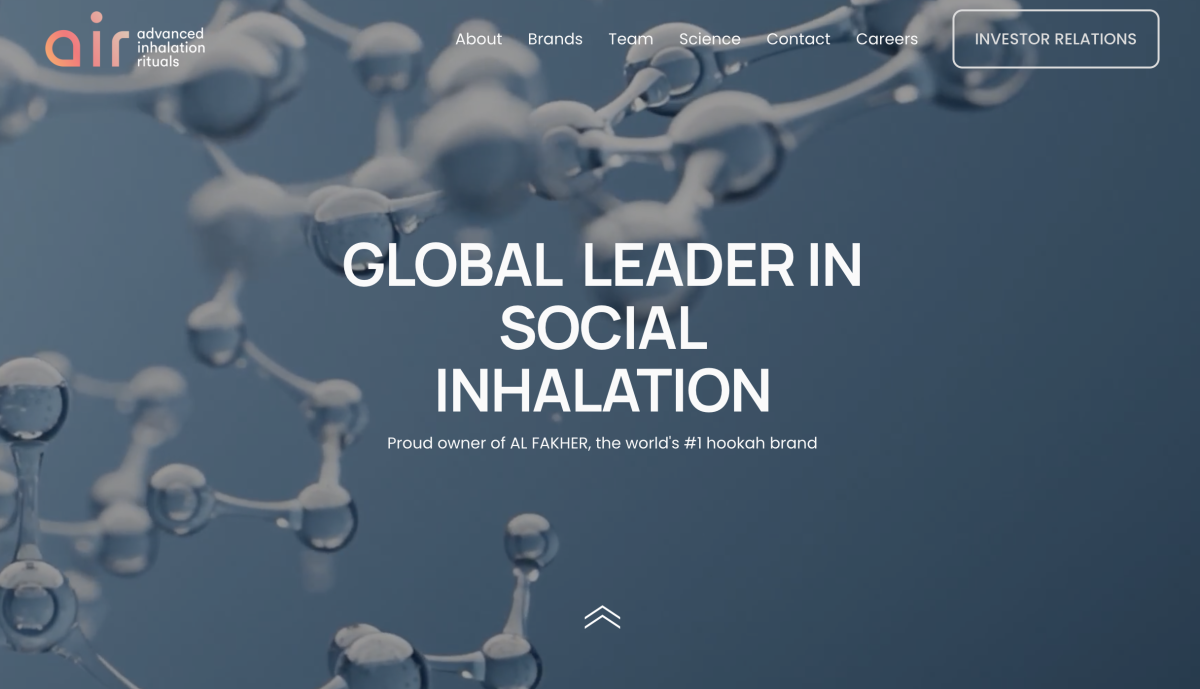 air advanced
inhalation
rituals
About Brands Team Science Contact Careers INVESTOR RELATIONS
GLOBAL LEADER IN
SOCIAL
INHALATION
Proud owner of AL FAKHER, the world's #1 hookah brand